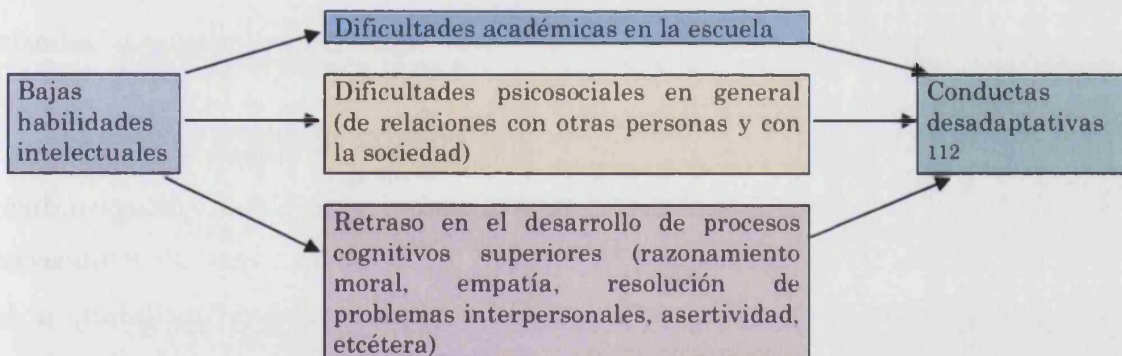 Dificultades académicas en la escuela
Bajas
habilidades
intelectuales
Dificultades psicosociales en general
(de relaciones con otras personas y con
la sociedad)
Conductas
desadaptativas
112
Retraso en el desarrollo de procesos
cognitivos superiores (razonamiento
moral, empatía, resolución de
problemas interpersonales, asertividad,
etcétera)